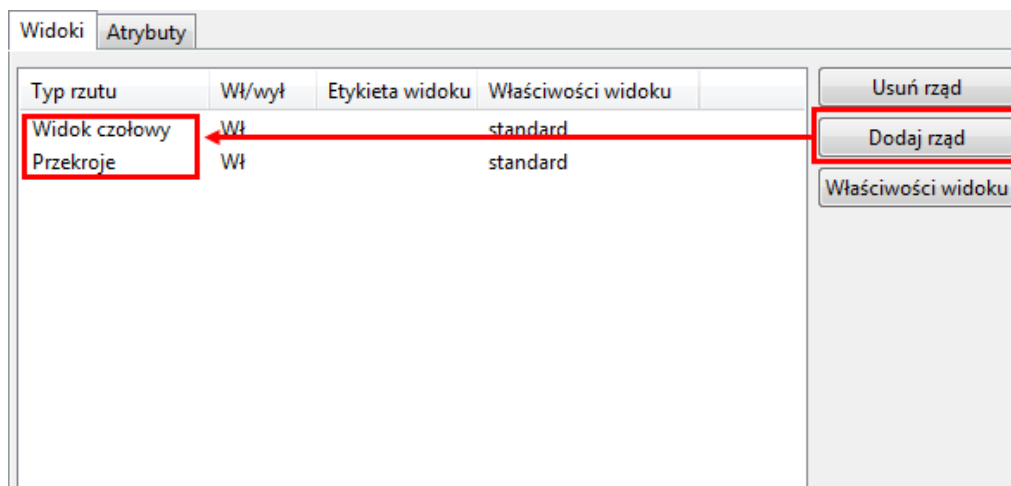 Widoki Atrybuty
Typ rzutu Wł/wył Etykieta widoku Właściwości widoku
Widok czołowy Wł standard
Przekroje Wł standard
Usuń rząd
Dodaj rząd
Właściwości widoku